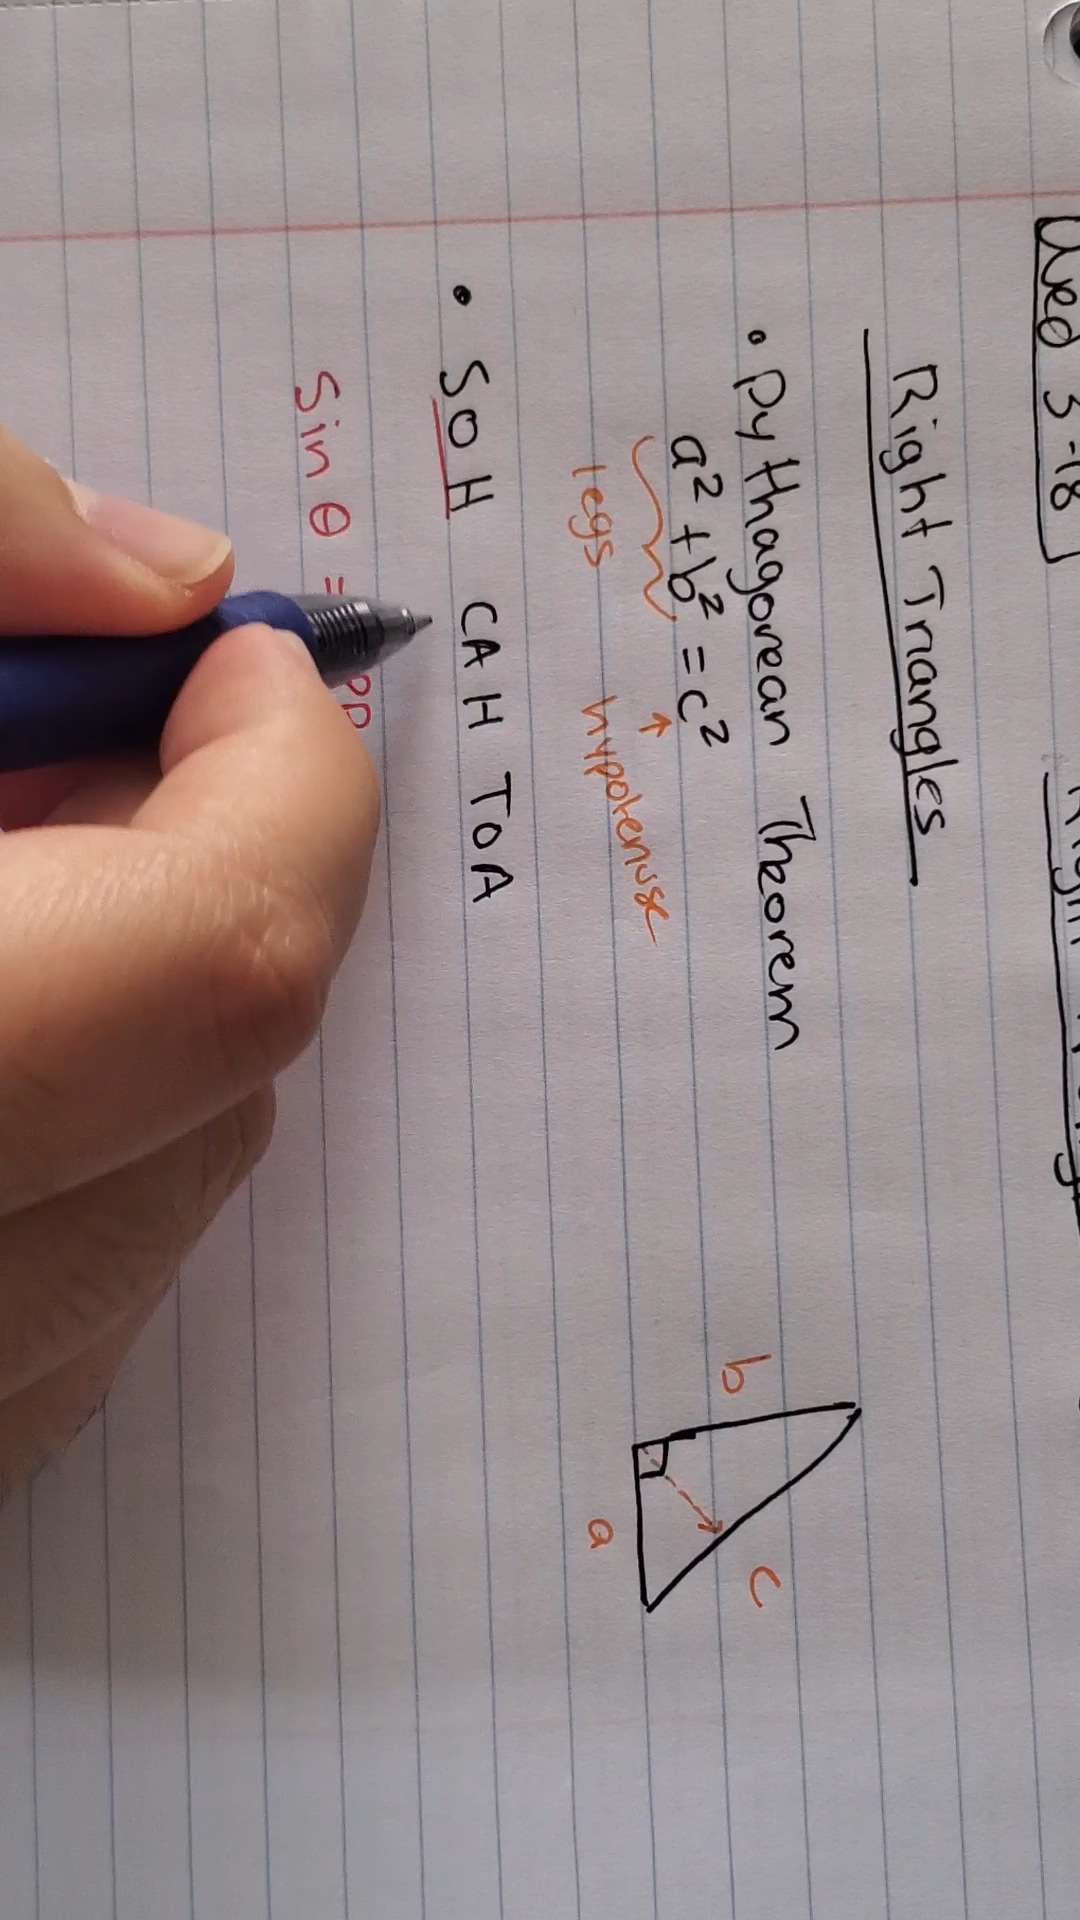 Wed 3-18
Right Triangles
• Pythagorean Theorem
a² + b² = c²
legs
↑
hypotenuse
b
c
a
• SOH CAH TOA
Sin θ =